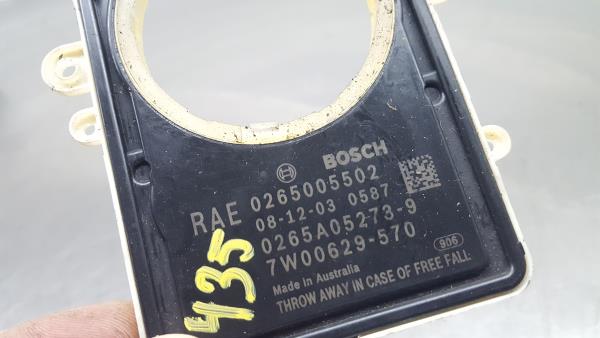 BOSCH
RAE 0265005502
08-12-03 0587
0265A05273-9
7W00629-570
906
Made in Australia
THROW AWAY IN CASE OF FREE FALL:
435